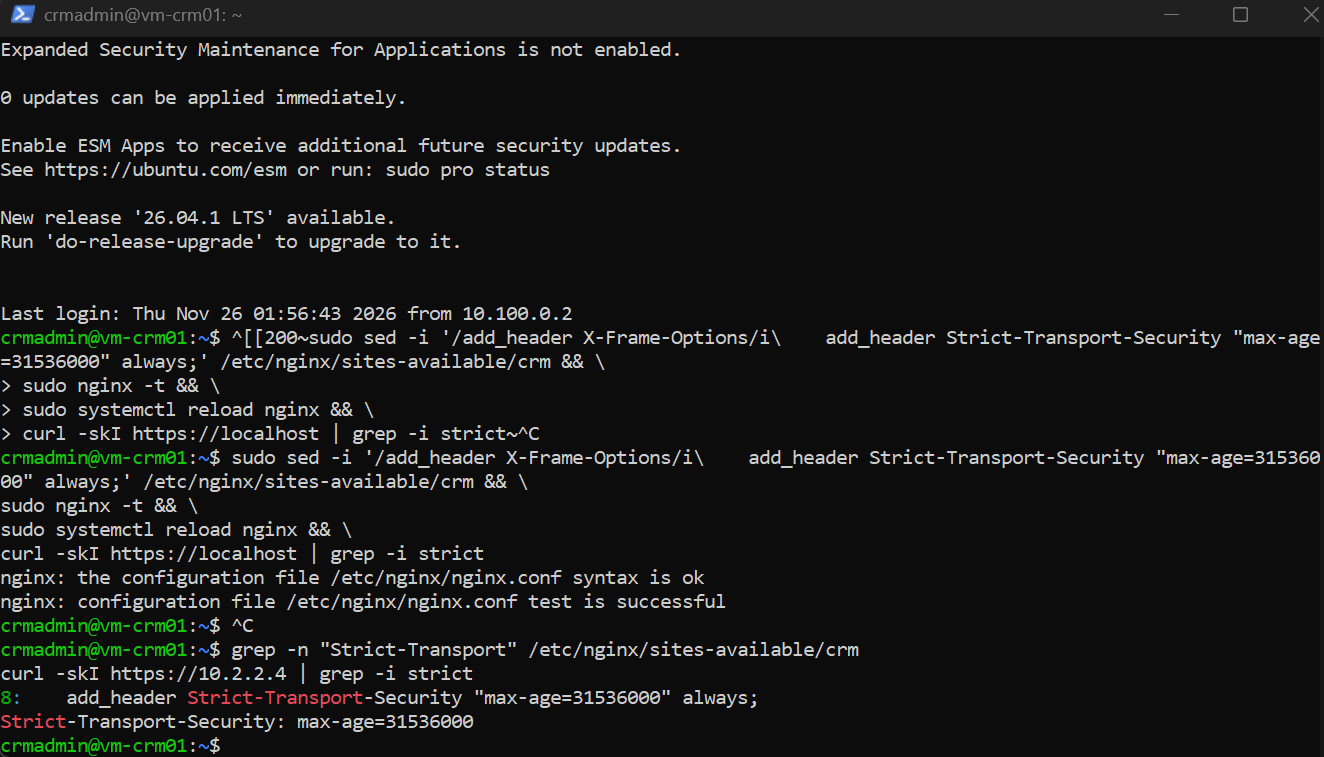 crmadmin@vm-crm01: ~
Expanded Security Maintenance for Applications is not enabled.
0 updates can be applied immediately.
Enable ESM Apps to receive additional future security updates.
See https://ubuntu.com/esm or run: sudo pro status
New release '26.04.1 LTS' available.
Run 'do-release-upgrade' to upgrade to it.
Last login: Thu Nov 26 01:56:43 2026 from 10.100.0.2
crmadmin@vm-crm01:~$ ^[[200~sudo sed -i '/add_header X-Frame-Options/i\    add_header Strict-Transport-Security "max-age
=31536000" always;' /etc/nginx/sites-available/crm && \
> sudo nginx -t && \
> sudo systemctl reload nginx && \
> curl -skI https://localhost | grep -i strict~^C
crmadmin@vm-crm01:~$ sudo sed -i '/add_header X-Frame-Options/i\    add_header Strict-Transport-Security "max-age=315360
00" always;' /etc/nginx/sites-available/crm && \
sudo nginx -t && \
sudo systemctl reload nginx && \
curl -skI https://localhost | grep -i strict
nginx: the configuration file /etc/nginx/nginx.conf syntax is ok
nginx: configuration file /etc/nginx/nginx.conf test is successful
crmadmin@vm-crm01:~$ ^C
crmadmin@vm-crm01:~$ grep -n "Strict-Transport" /etc/nginx/sites-available/crm
curl -skI https://10.2.2.4 | grep -i strict
8:    add_header Strict-Transport-Security "max-age=31536000" always;
Strict-Transport-Security: max-age=31536000
crmadmin@vm-crm01:~$